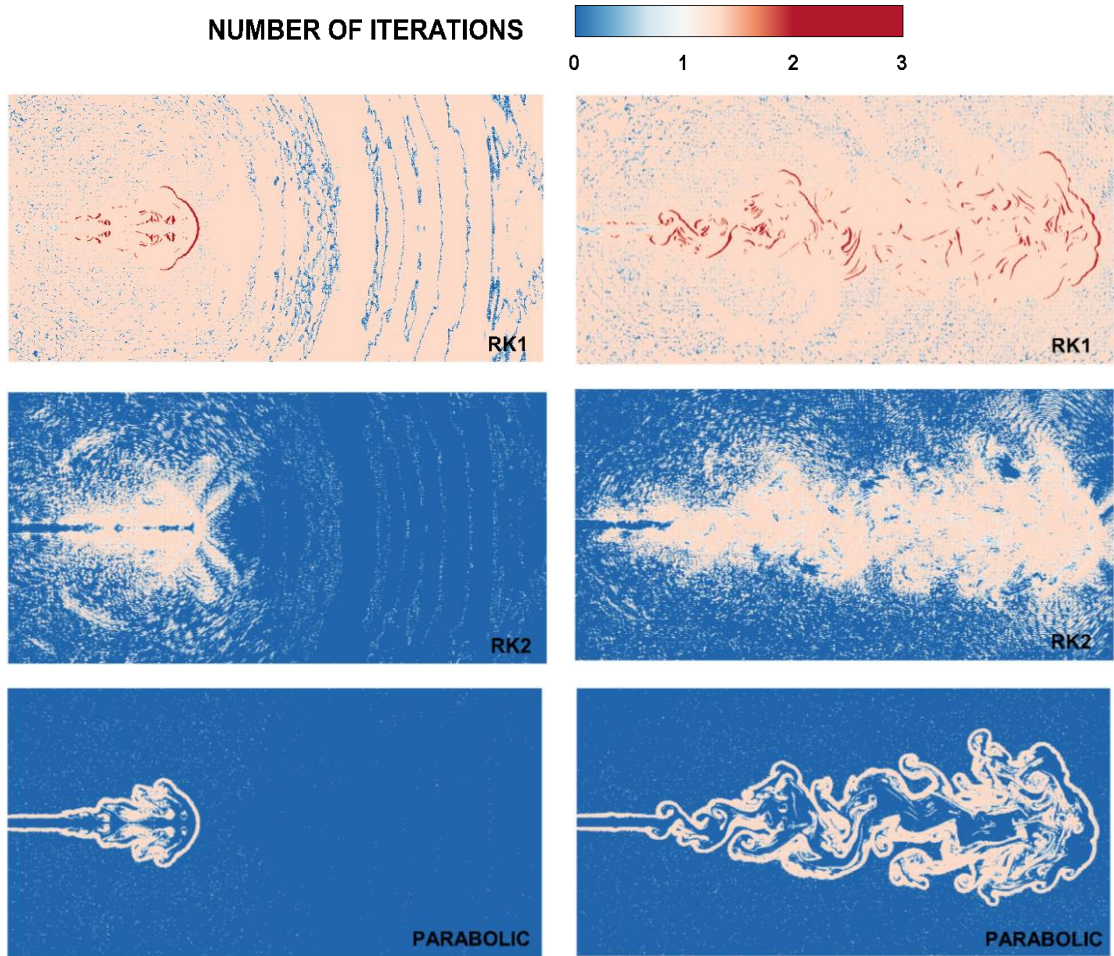 NUMBER OF ITERATIONS
0 1 2 3
RK1 RK1
RK2 RK2
PARABOLIC PARABOLIC